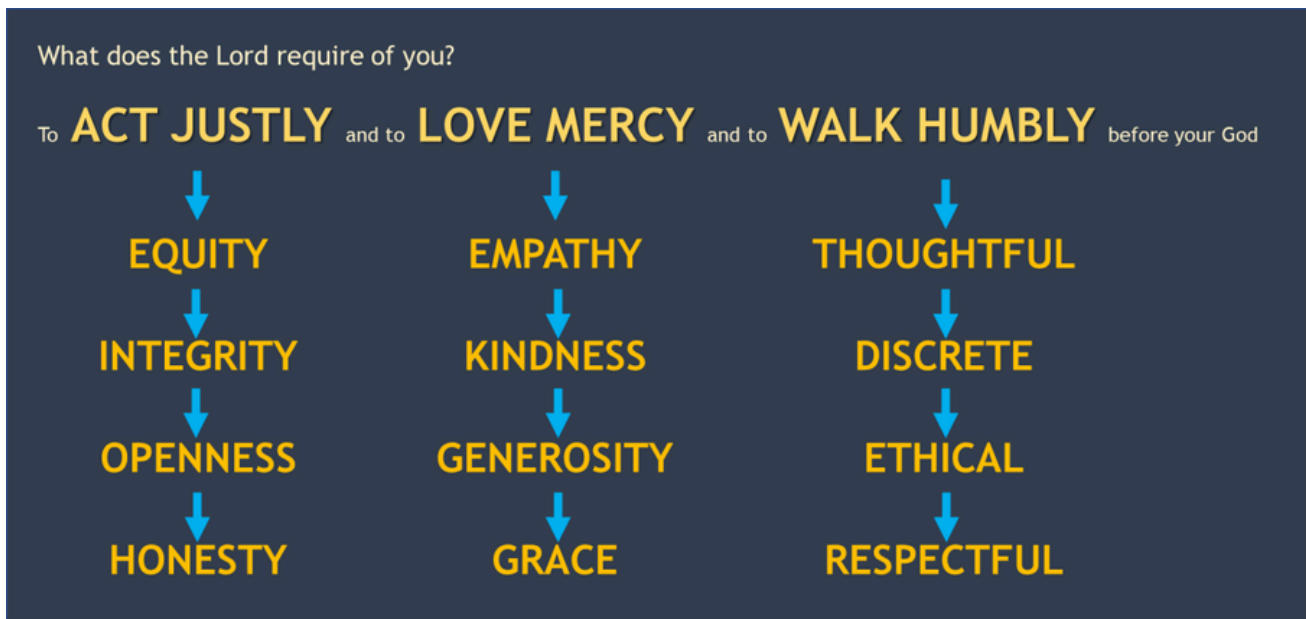 What does the Lord require of you?
To ACT JUSTLY and to LOVE MERCY and to WALK HUMBLY before your God
EQUITY EMPATHY THOUGHTFUL
INTEGRITY KINDNESS DISCRETE
OPENNESS GENEROSITY ETHICAL
HONESTY GRACE RESPECTFUL